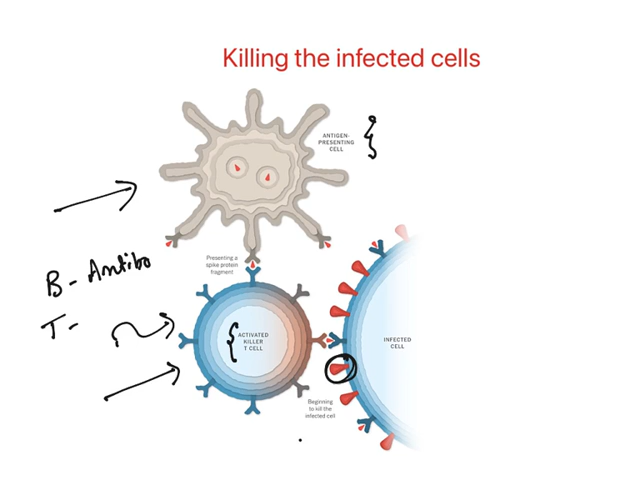 Killing the infected cells
ANTIGEN-
PRESENTING
CELL
Presenting a
spike protein
fragment
B - Antibo
T -
ACTIVATED
KILLER
T CELL
INFECTED
CELL
Beginning
to kill the
infected cell